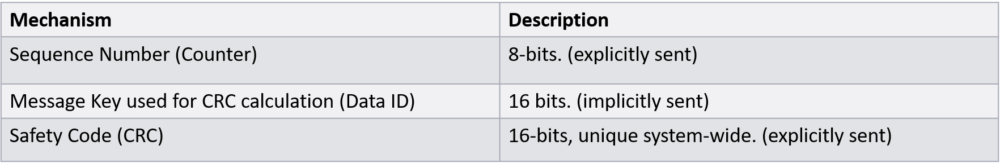 Mechanism Description
Sequence Number (Counter) 8-bits. (explicitly sent)
Message Key used for CRC calculation (Data ID) 16 bits. (implicitly sent)
Safety Code (CRC) 16-bits, unique system-wide. (explicitly sent)